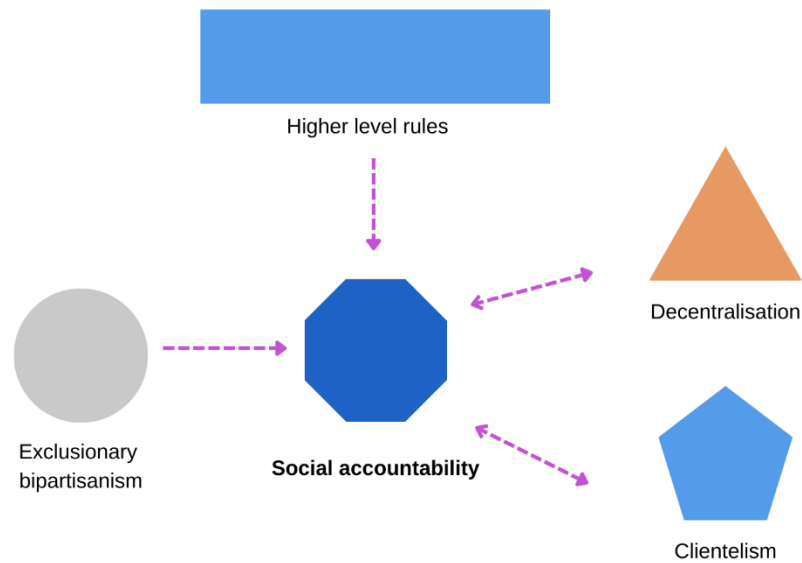 Higher level rules
Decentralisation
Exclusionary
bipartisanism
Social accountability
Clientelism